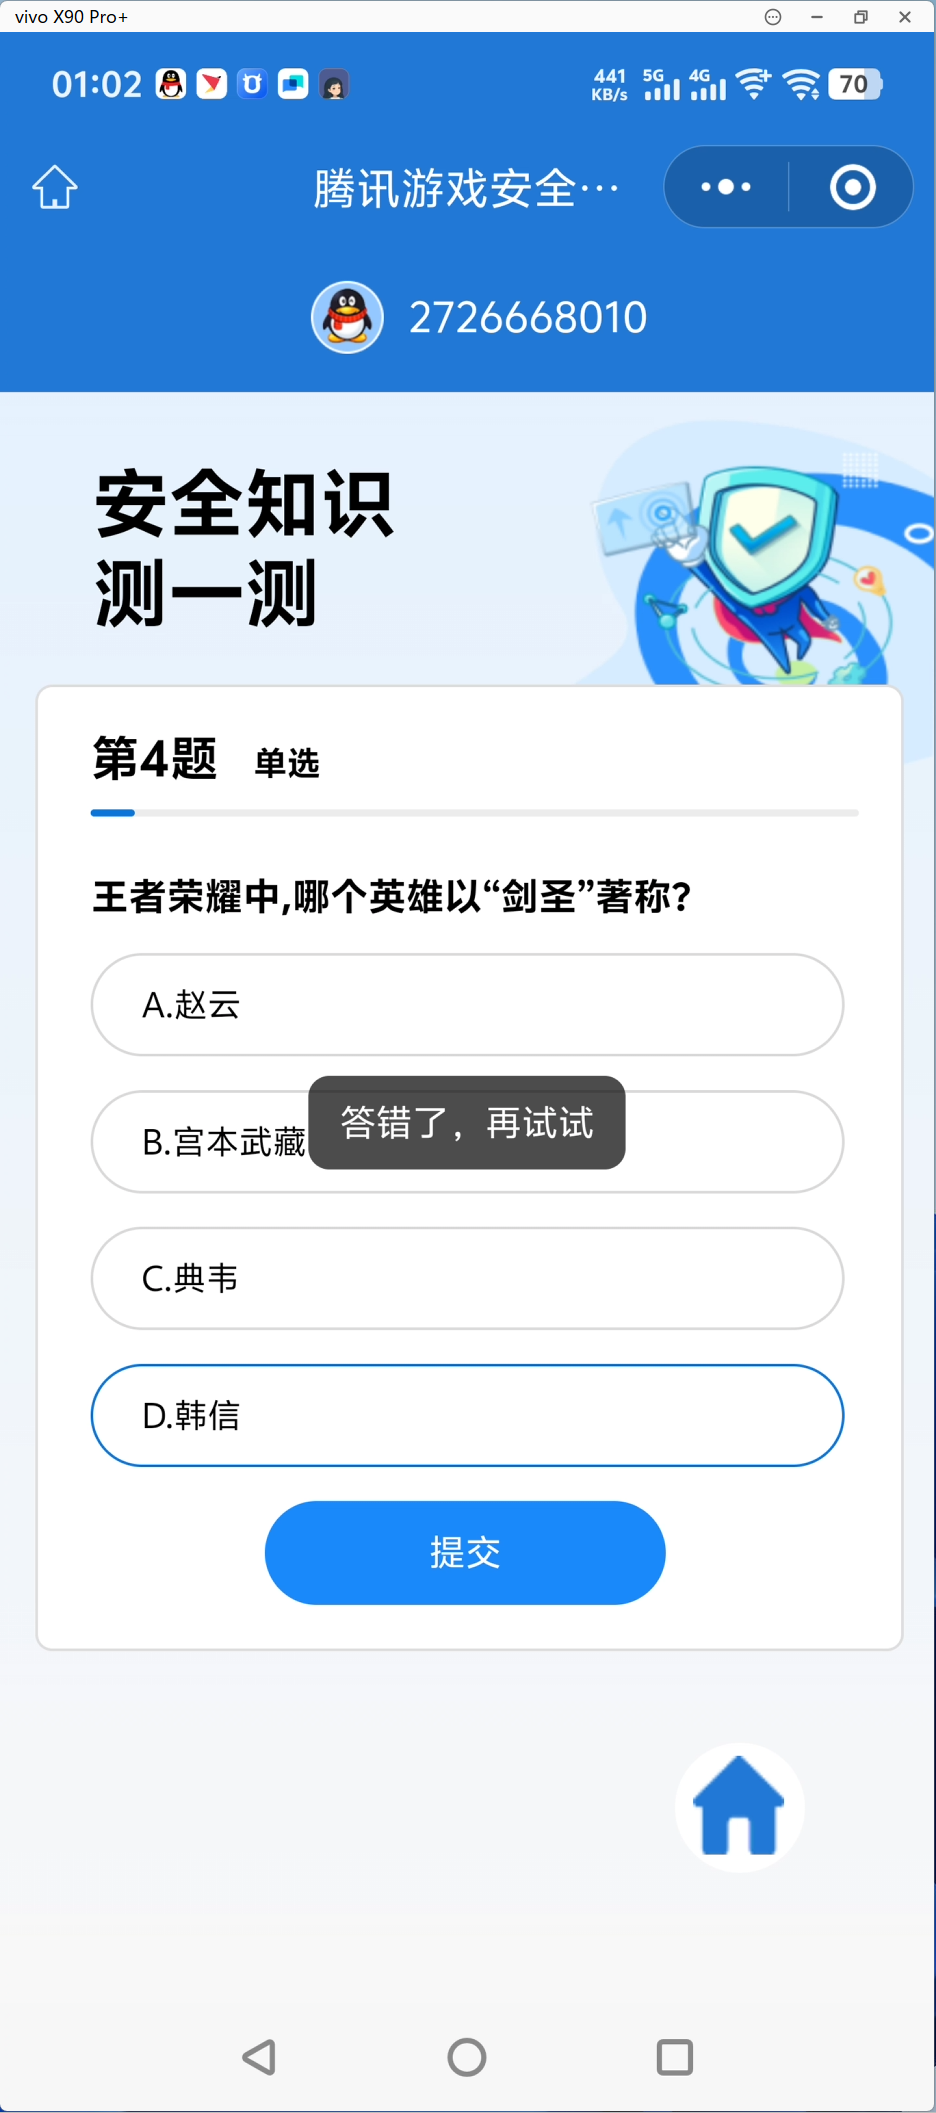 vivo X90 Pro+
01:02
441 KB/s 5G 4G 70
腾讯游戏安全…
2726668010
安全知识
测一测
第4题 单选
王者荣耀中,哪个英雄以“剑圣”著称?
A.赵云
B.宫本武藏
答错了，再试试
C.典韦
D.韩信
提交